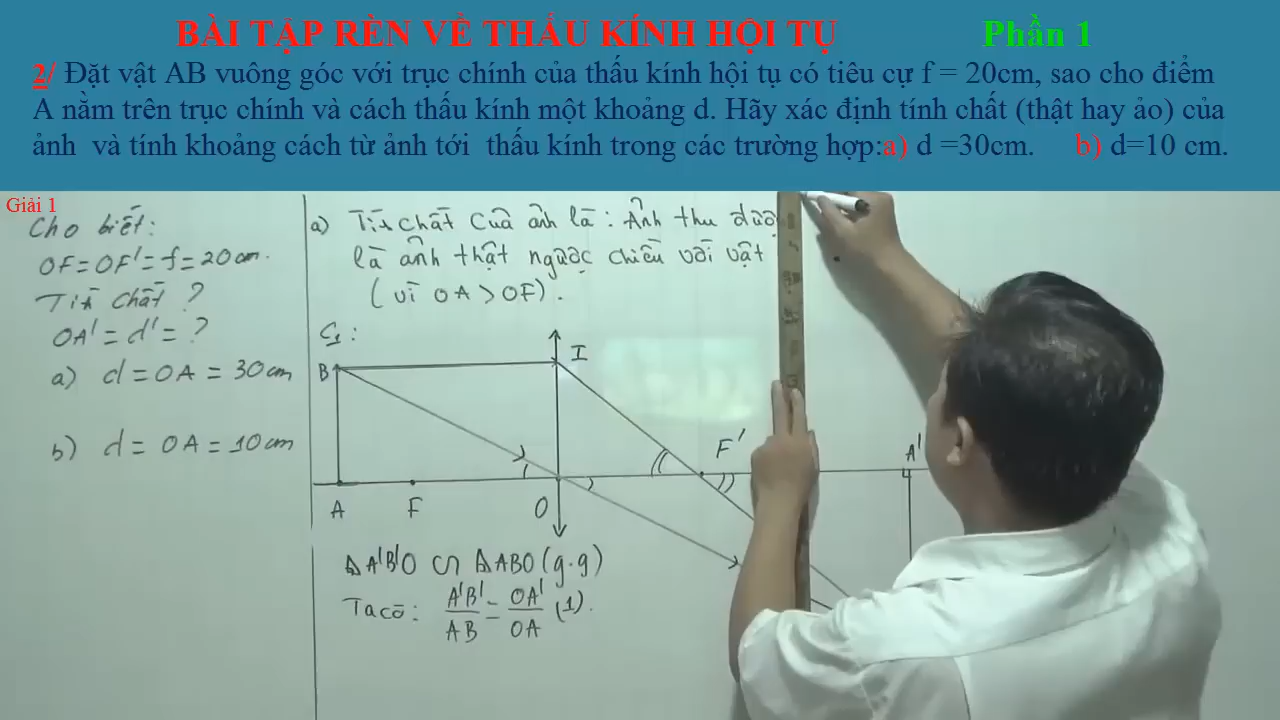 BÀI TẬP RÈN VỀ THẤU KÍNH HỘI TỤ Phần 1
2/ Đặt vật AB vuông góc với trục chính của thấu kính hội tụ có tiêu cự f = 20cm, sao cho điểm
A nằm trên trục chính và cách thấu kính một khoảng d. Hãy xác định tính chất (thật hay ảo) của
ảnh và tính khoảng cách từ ảnh tới thấu kính trong các trường hợp:a) d =30cm. b) d=10 cm.
Giải 1
Cho biết:
OF=OF'=f=20cm.
Chất ?
OA'=d'=?
a) d=OA=30cm
b) d= OA=10cm
a) Chất của ảnh là: Ảnh thu
là ảnh thật ngược chiều với vật
(vì OA>OF).
B I
F' A'
A F O
ΔA'B'O ∽ ΔABO(g.g)
Ta có: A'B'/AB = OA'/OA (1).